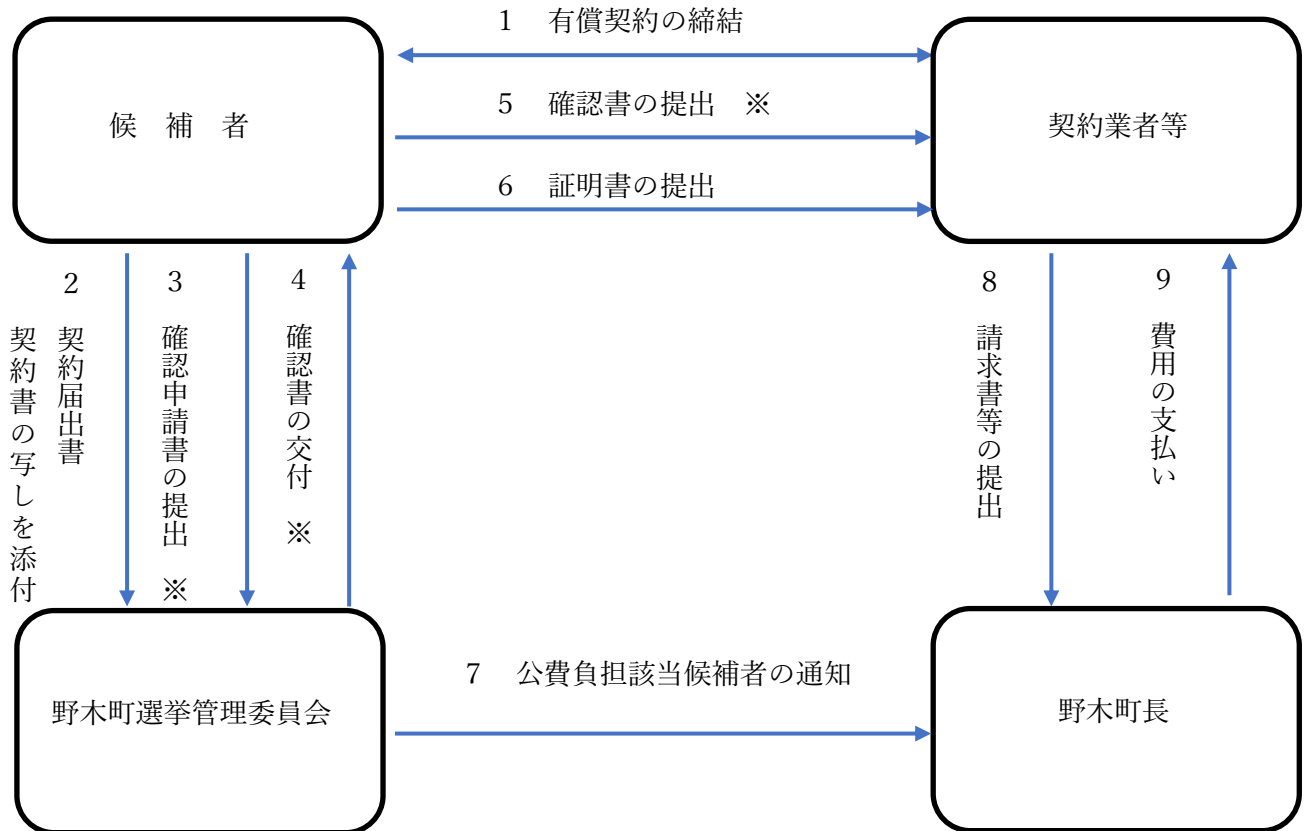 1 有償契約の締結
候 補 者
5 確認書の提出 ※
契約業者等
6 証明書の提出
2 契約届出書
契約書の写しを添付
3 確認申請書の提出 ※
4 確認書の交付 ※
8 請求書等の提出
9 費用の支払い
野木町選挙管理委員会
7 公費負担該当候補者の通知
野木町長